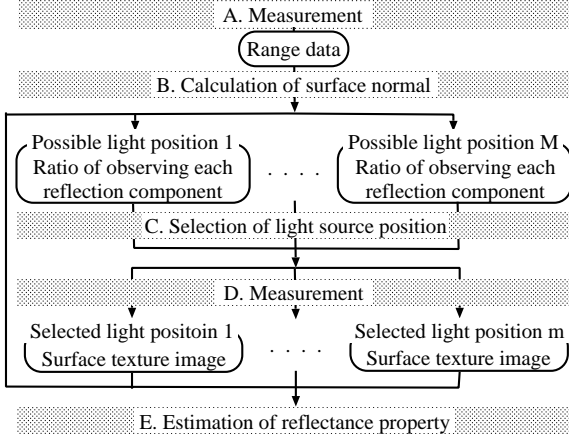 A. Measurement
Range data
B. Calculation of surface normal
Possible light position 1
Ratio of observing each
reflection component
. . . .
Possible light position M
Ratio of observing each
reflection component
C. Selection of light source position
D. Measurement
Selected light positoin 1
Surface texture image
. . . .
Selected light position m
Surface texture image
E. Estimation of reflectance property